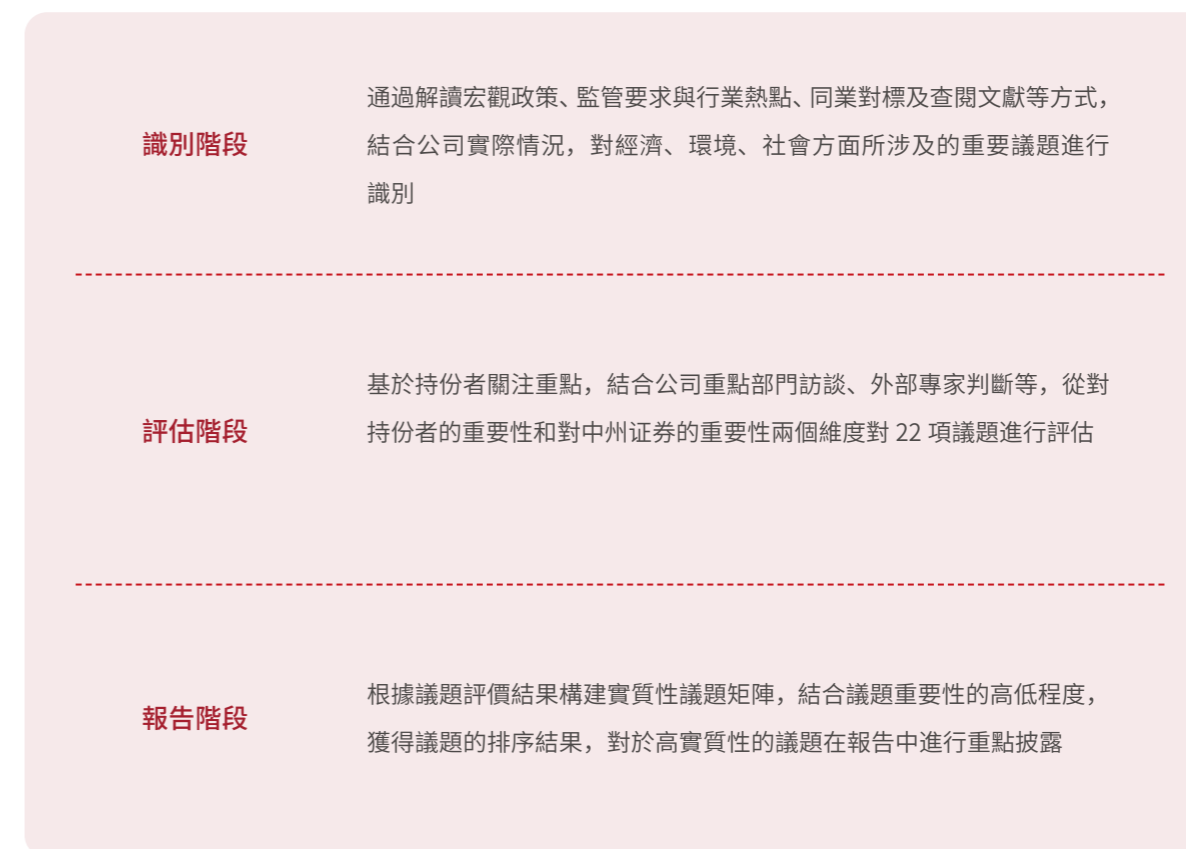 識別階段
通過解讀宏觀政策、監管要求與行業熱點、同業對標及查閱文獻等方式，
結合公司實際情況，對經濟、環境、社會方面所涉及的重要議題進行
識別
評估階段
基於持份者關注重點，結合公司重點部門訪談、外部專家判斷等，從對
持份者的重要性和對中州证券的重要性兩個維度對 22 項議題進行評估
報告階段
根據議題評價結果構建實質性議題矩陣，結合議題重要性的高低程度，
獲得議題的排序結果，對於高實質性的議題在報告中進行重點披露